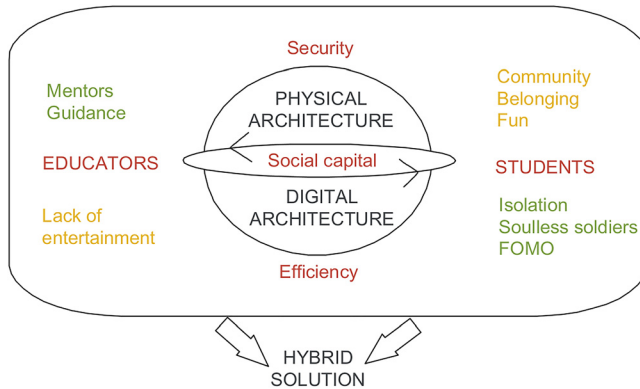 Security
Mentors
Guidance
PHYSICAL
ARCHITECTURE
Community
Belonging
Fun
EDUCATORS
Social capital
STUDENTS
Lack of
entertainment
DIGITAL
ARCHITECTURE
Isolation
Soulless soldiers
FOMO
Efficiency
HYBRID
SOLUTION